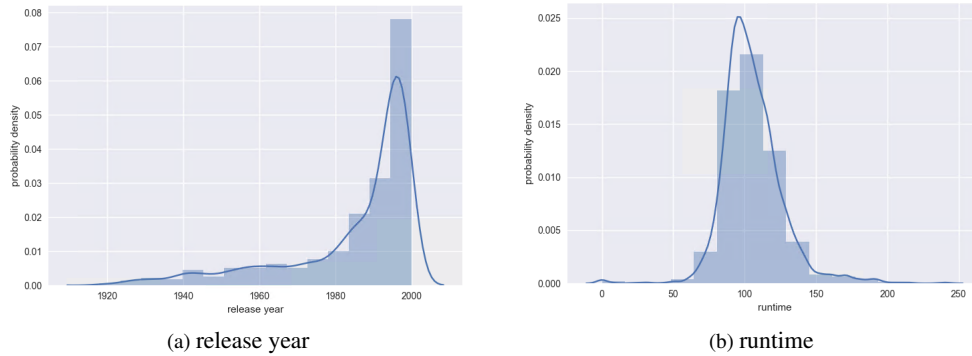 0.08
0.07
0.06
0.05
0.04
0.03
0.02
0.01
0.00
probability density
1920 1940 1960 1980 2000
release year
(a) release year
0.025
0.020
0.015
0.010
0.005
0.000
probability density
0 50 100 150 200 250
runtime
(b) runtime